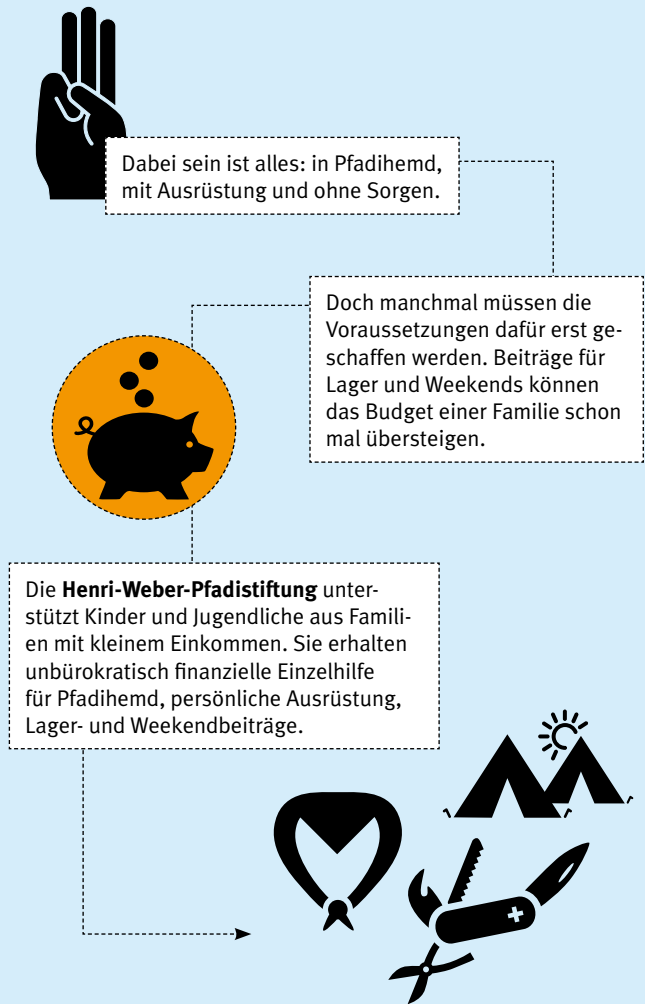 Dabei sein ist alles: in Pfadihemd,
mit Ausrüstung und ohne Sorgen.
Doch manchmal müssen die
Voraussetzungen dafür erst ge-
schaffen werden. Beiträge für
Lager und Weekends können
das Budget einer Familie schon
mal übersteigen.
Die Henri-Weber-Pfadistiftung unter-
stützt Kinder und Jugendliche aus Famili-
en mit kleinem Einkommen. Sie erhalten
unbürokratisch finanzielle Einzelhilfe
für Pfadihemd, persönliche Ausrüstung,
Lager- und Weekendbeiträge.